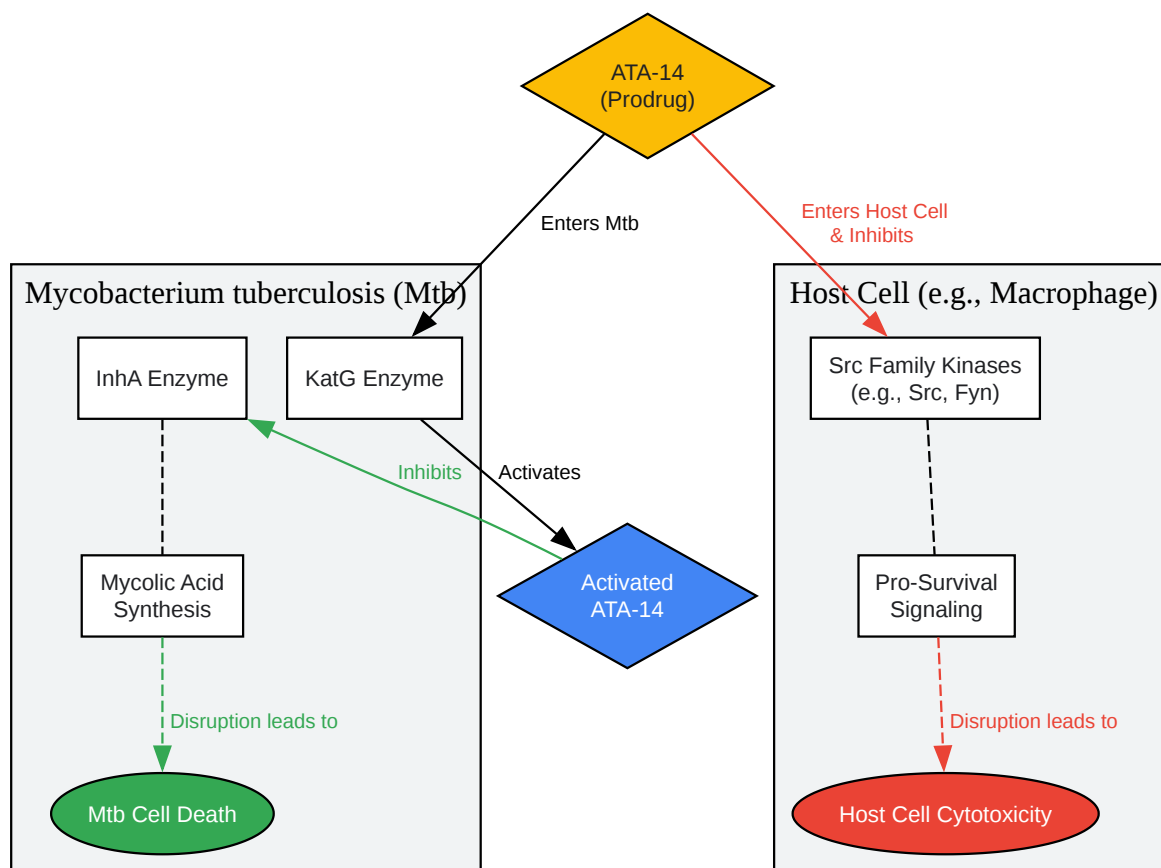 ATA-14
(Prodrug)
Enters Mtb
Enters Host Cell
& Inhibits
Mycobacterium tuberculosis (Mtb)
Host Cell (e.g., Macrophage)
InhA Enzyme
KatG Enzyme
Src Family Kinases
(e.g., Src, Fyn)
Inhibits
Activates
Mycolic Acid
Synthesis
Activated
ATA-14
Pro-Survival
Signaling
Disruption leads to
Disruption leads to
Mtb Cell Death
Host Cell Cytotoxicity